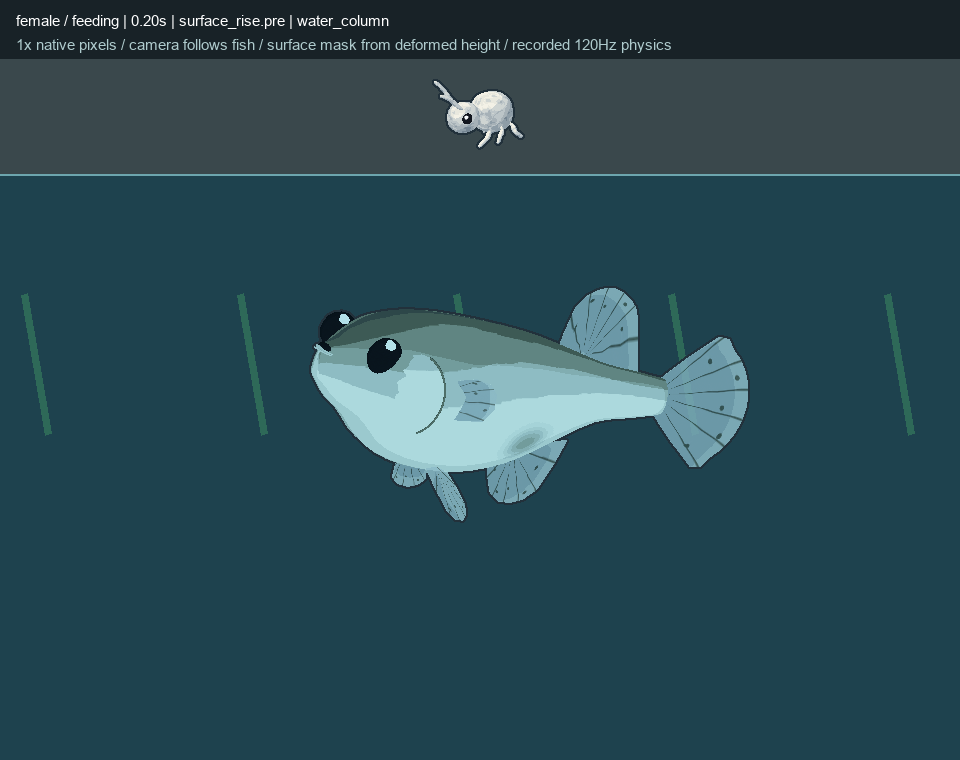 female / feeding | 0.20s | surface_rise.pre | water_column
1x native pixels / camera follows fish / surface mask from deformed height / recorded 120Hz physics